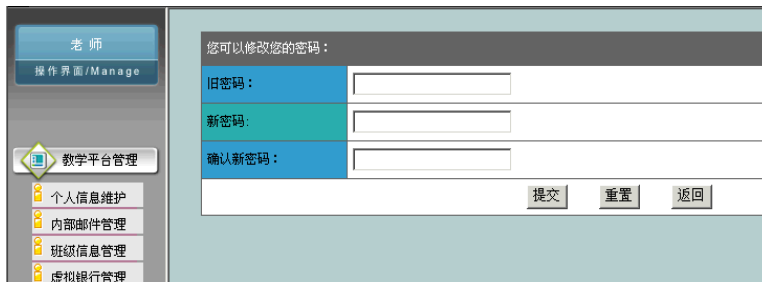 老师
操作界面/Manage
教学平台管理
个人信息维护
内部邮件管理
班级信息管理
虚拟银行管理
您可以修改您的密码：
旧密码：
新密码:
确认新密码：
提交 重置 返回